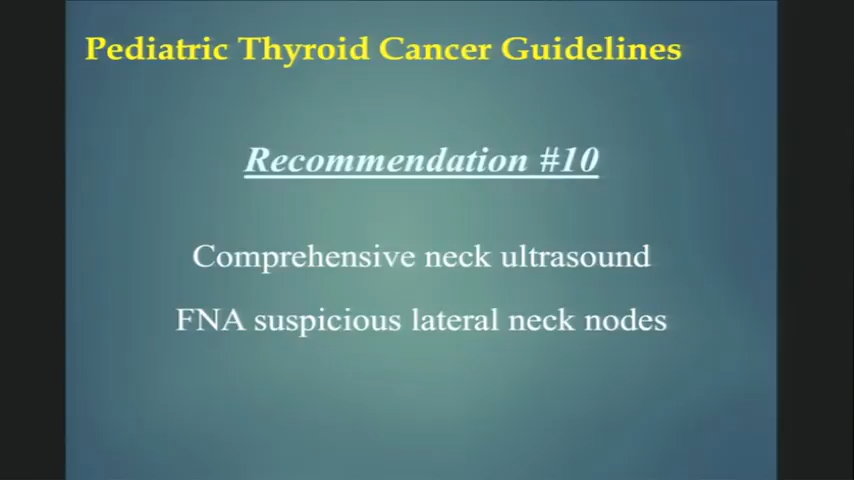 Pediatric Thyroid Cancer Guidelines
Recommendation #10
Comprehensive neck ultrasound
FNA suspicious lateral neck nodes